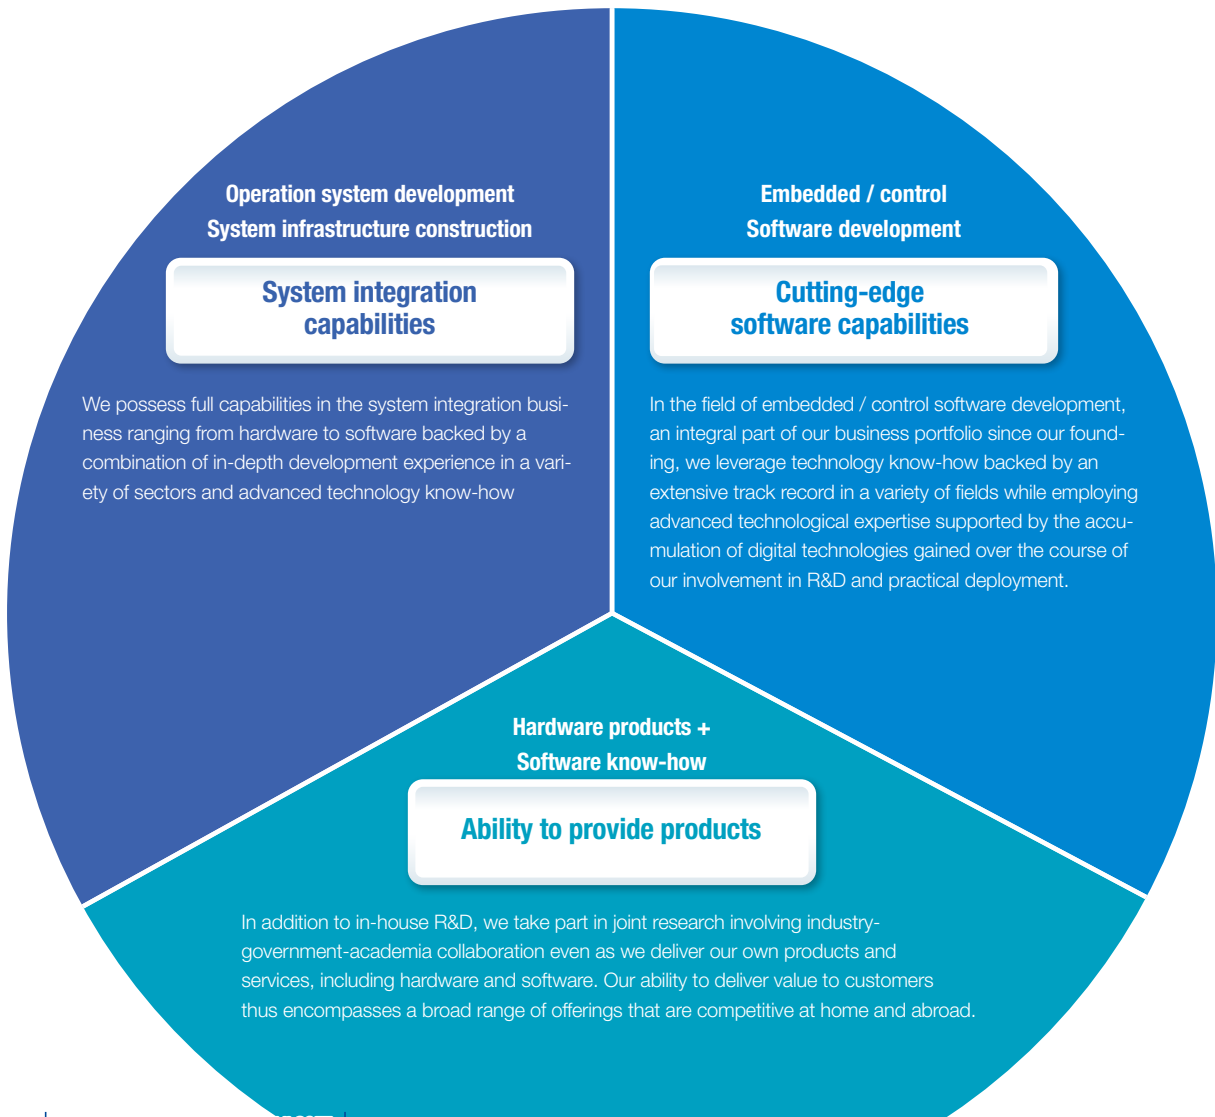 Operation system development
System infrastructure construction
System integration
capabilities
We possess full capabilities in the system integration busi-
ness ranging from hardware to software backed by a
combination of in-depth development experience in a vari-
ety of sectors and advanced technology know-how
Embedded / control
Software development
Cutting-edge
software capabilities
In the field of embedded / control software development,
an integral part of our business portfolio since our found-
ing, we leverage technology know-how backed by an
extensive track record in a variety of fields while employing
advanced technological expertise supported by the accu-
mulation of digital technologies gained over the course of
our involvement in R&D and practical deployment.
Hardware products +
Software know-how
Ability to provide products
In addition to in-house R&D, we take part in joint research involving industry-
government-academia collaboration even as we deliver our own products and
services, including hardware and software. Our ability to deliver value to customers
thus encompasses a broad range of offerings that are competitive at home and abroad.